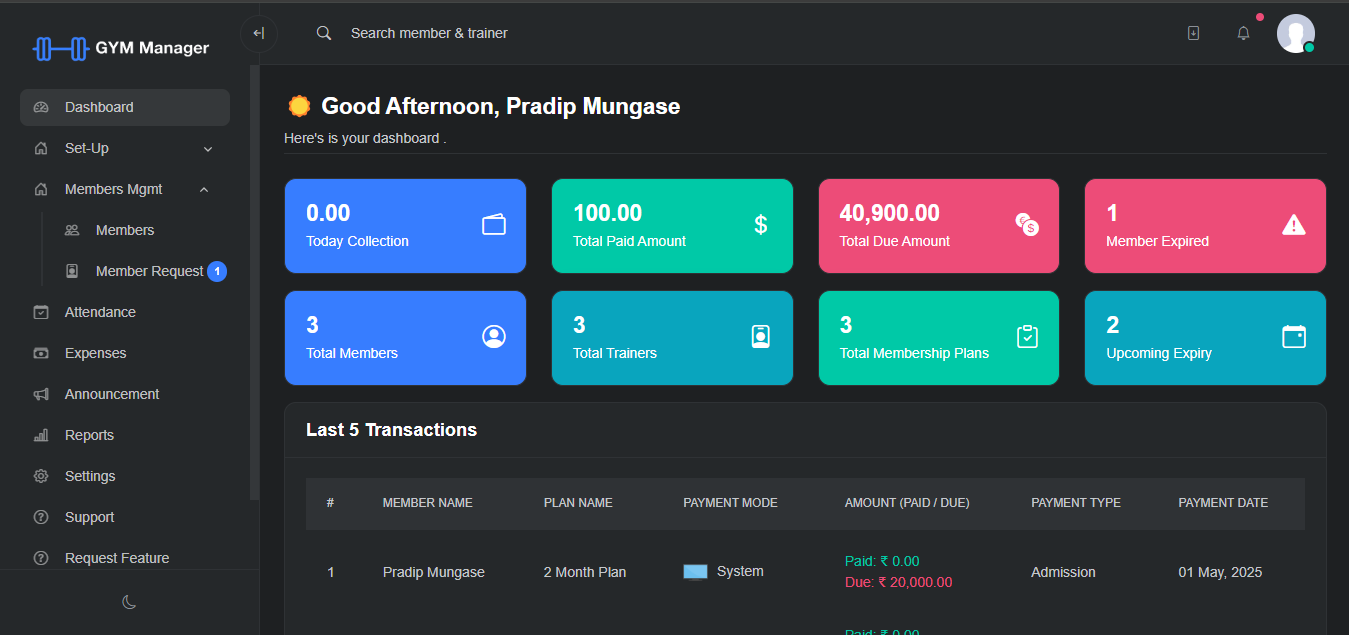 GYM Manager
Search member & trainer
Dashboard
Set-Up
Members Mgmt
Members
Member Request 1
Attendance
Expenses
Announcement
Reports
Settings
Support
Request Feature
Good Afternoon, Pradip Mungase
Here's is your dashboard .
0.00
Today Collection
100.00
Total Paid Amount
$
40,900.00
Total Due Amount
1
Member Expired
3
Total Members
3
Total Trainers
3
Total Membership Plans
2
Upcoming Expiry
Last 5 Transactions
# MEMBER NAME PLAN NAME PAYMENT MODE AMOUNT (PAID / DUE) PAYMENT TYPE PAYMENT DATE
1 Pradip Mungase 2 Month Plan System Paid: ₹ 0.00 Admission 01 May, 2025
Due: ₹ 20,000.00
Paid: ₹ 0.00